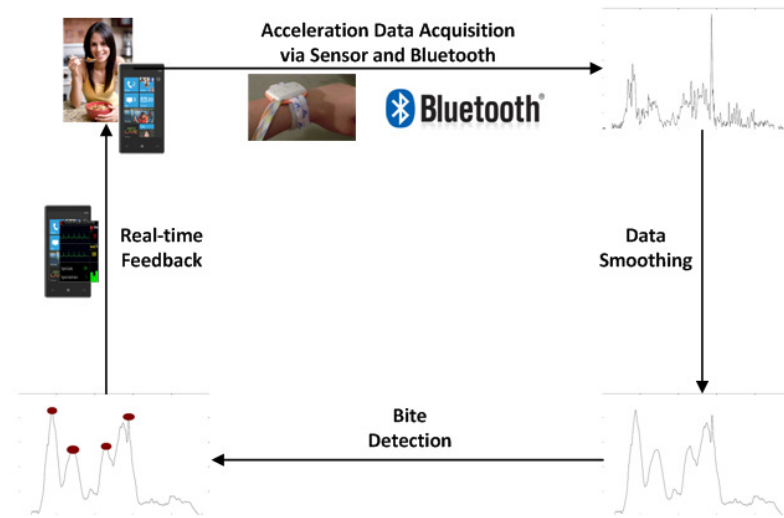 Acceleration Data Acquisition
via Sensor and Bluetooth
Bluetooth®
Real-time
Feedback
Data
Smoothing
Bite
Detection